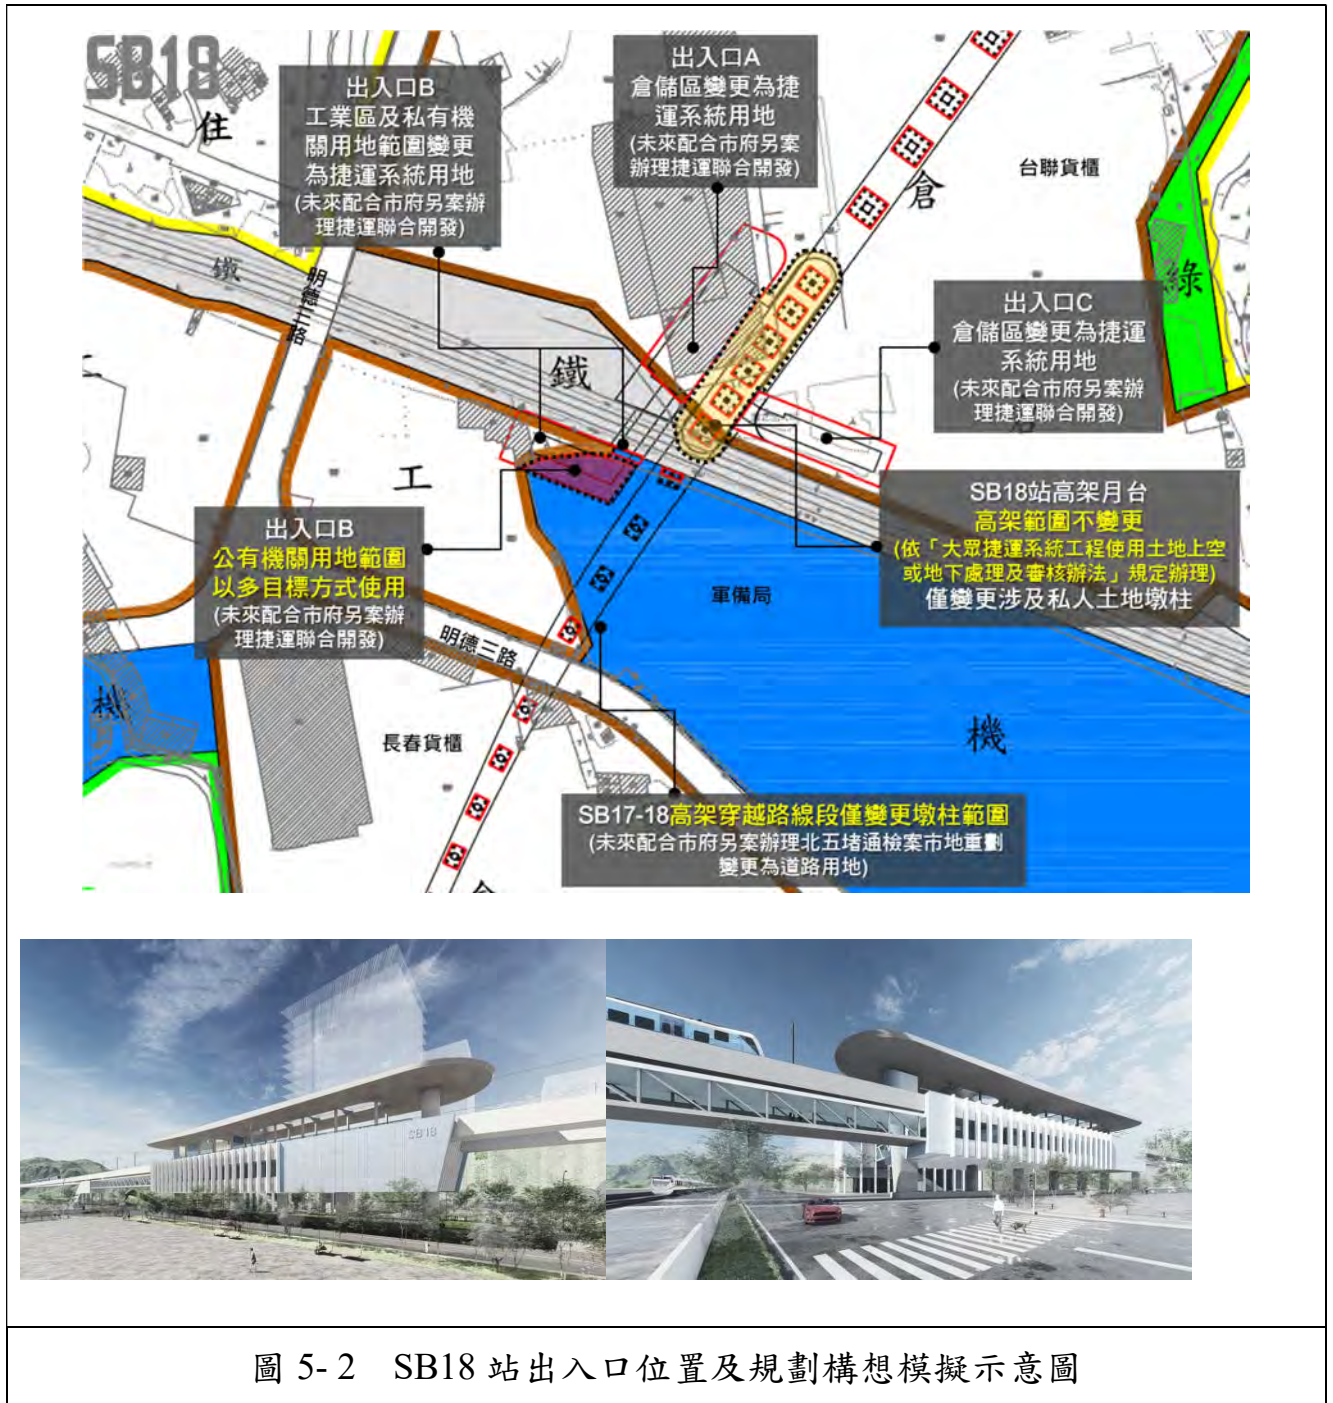 SB18
住
出入口B
工業區及私有機
關用地範圍變更
為捷運系統用地
(未來配合市府另案辦
理捷運聯合開發)
出入口A
倉儲區變更為捷
運系統用地
(未來配合市府另案
辦理捷運聯合開發)
倉
台聯貨櫃
綠
鐵
明德三路
鐵
工
工
出入口C
倉儲區變更為捷運
系統用地
(未來配合市府另案辦
理捷運聯合開發)
出入口B
公有機關用地範圍
以多目標方式使用
(未來配合市府另案辦
理捷運聯合開發)
SB18站高架月台
高架範圍不變更
(依「大眾捷運系統工程使用土地上空
或地下處理及審核辦法」規定辦理)
僅變更涉及私人土地墩柱
軍備局
明德三路
機
長春貨櫃
機
SB17-18高架穿越路線段僅變更墩柱範圍
(未來配合市府另案辦理北五堵通檢案市地重劃
變更為道路用地)
倉
SB18
圖 5- 2 SB18 站出入口位置及規劃構想模擬示意圖